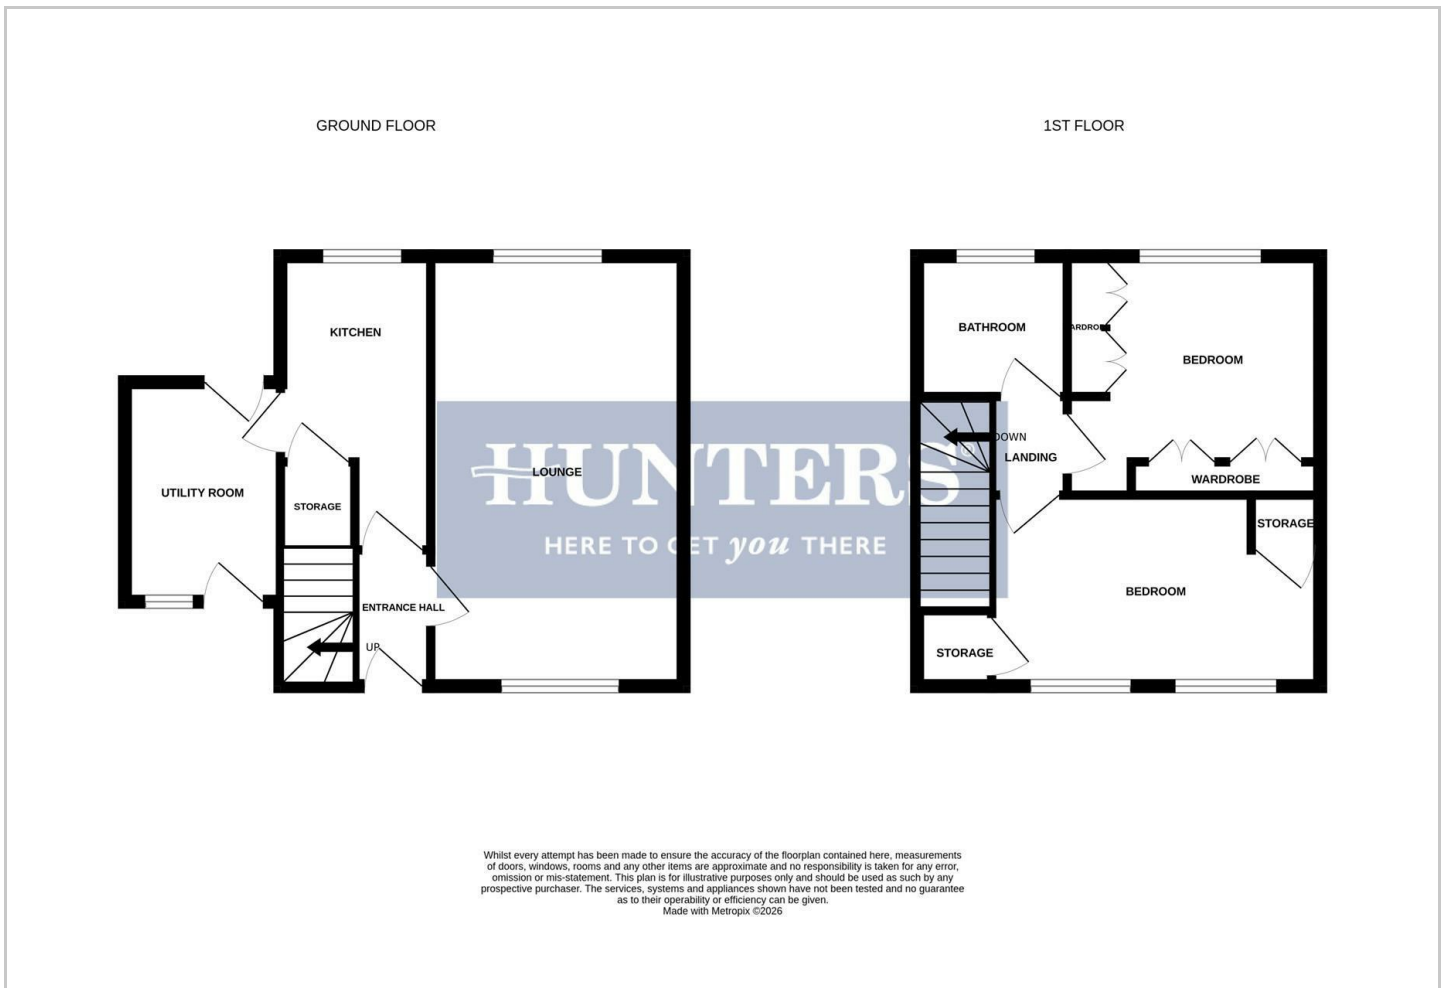 GROUND FLOOR
1ST FLOOR
KITCHEN
UTILITY ROOM
STORAGE
ENTRANCE HALL
UP
LOUNGE
BATHROOM
BEDROOM
DOWN
LANDING
WARDROBE
STORAGE
BEDROOM
STORAGE
HUNTERS®
HERE TO GET you THERE
Whilst every attempt has been made to ensure the accuracy of the floorplan contained here, measurements
of doors, windows, rooms and any other items are approximate and no responsibility is taken for any error,
omission or mis-statement. This plan is for illustrative purposes only and should be used as such by any
prospective purchaser. The services, systems and appliances shown have not been tested and no guarantee
as to their operability or efficiency can be given.
Made with Metropix ©2026